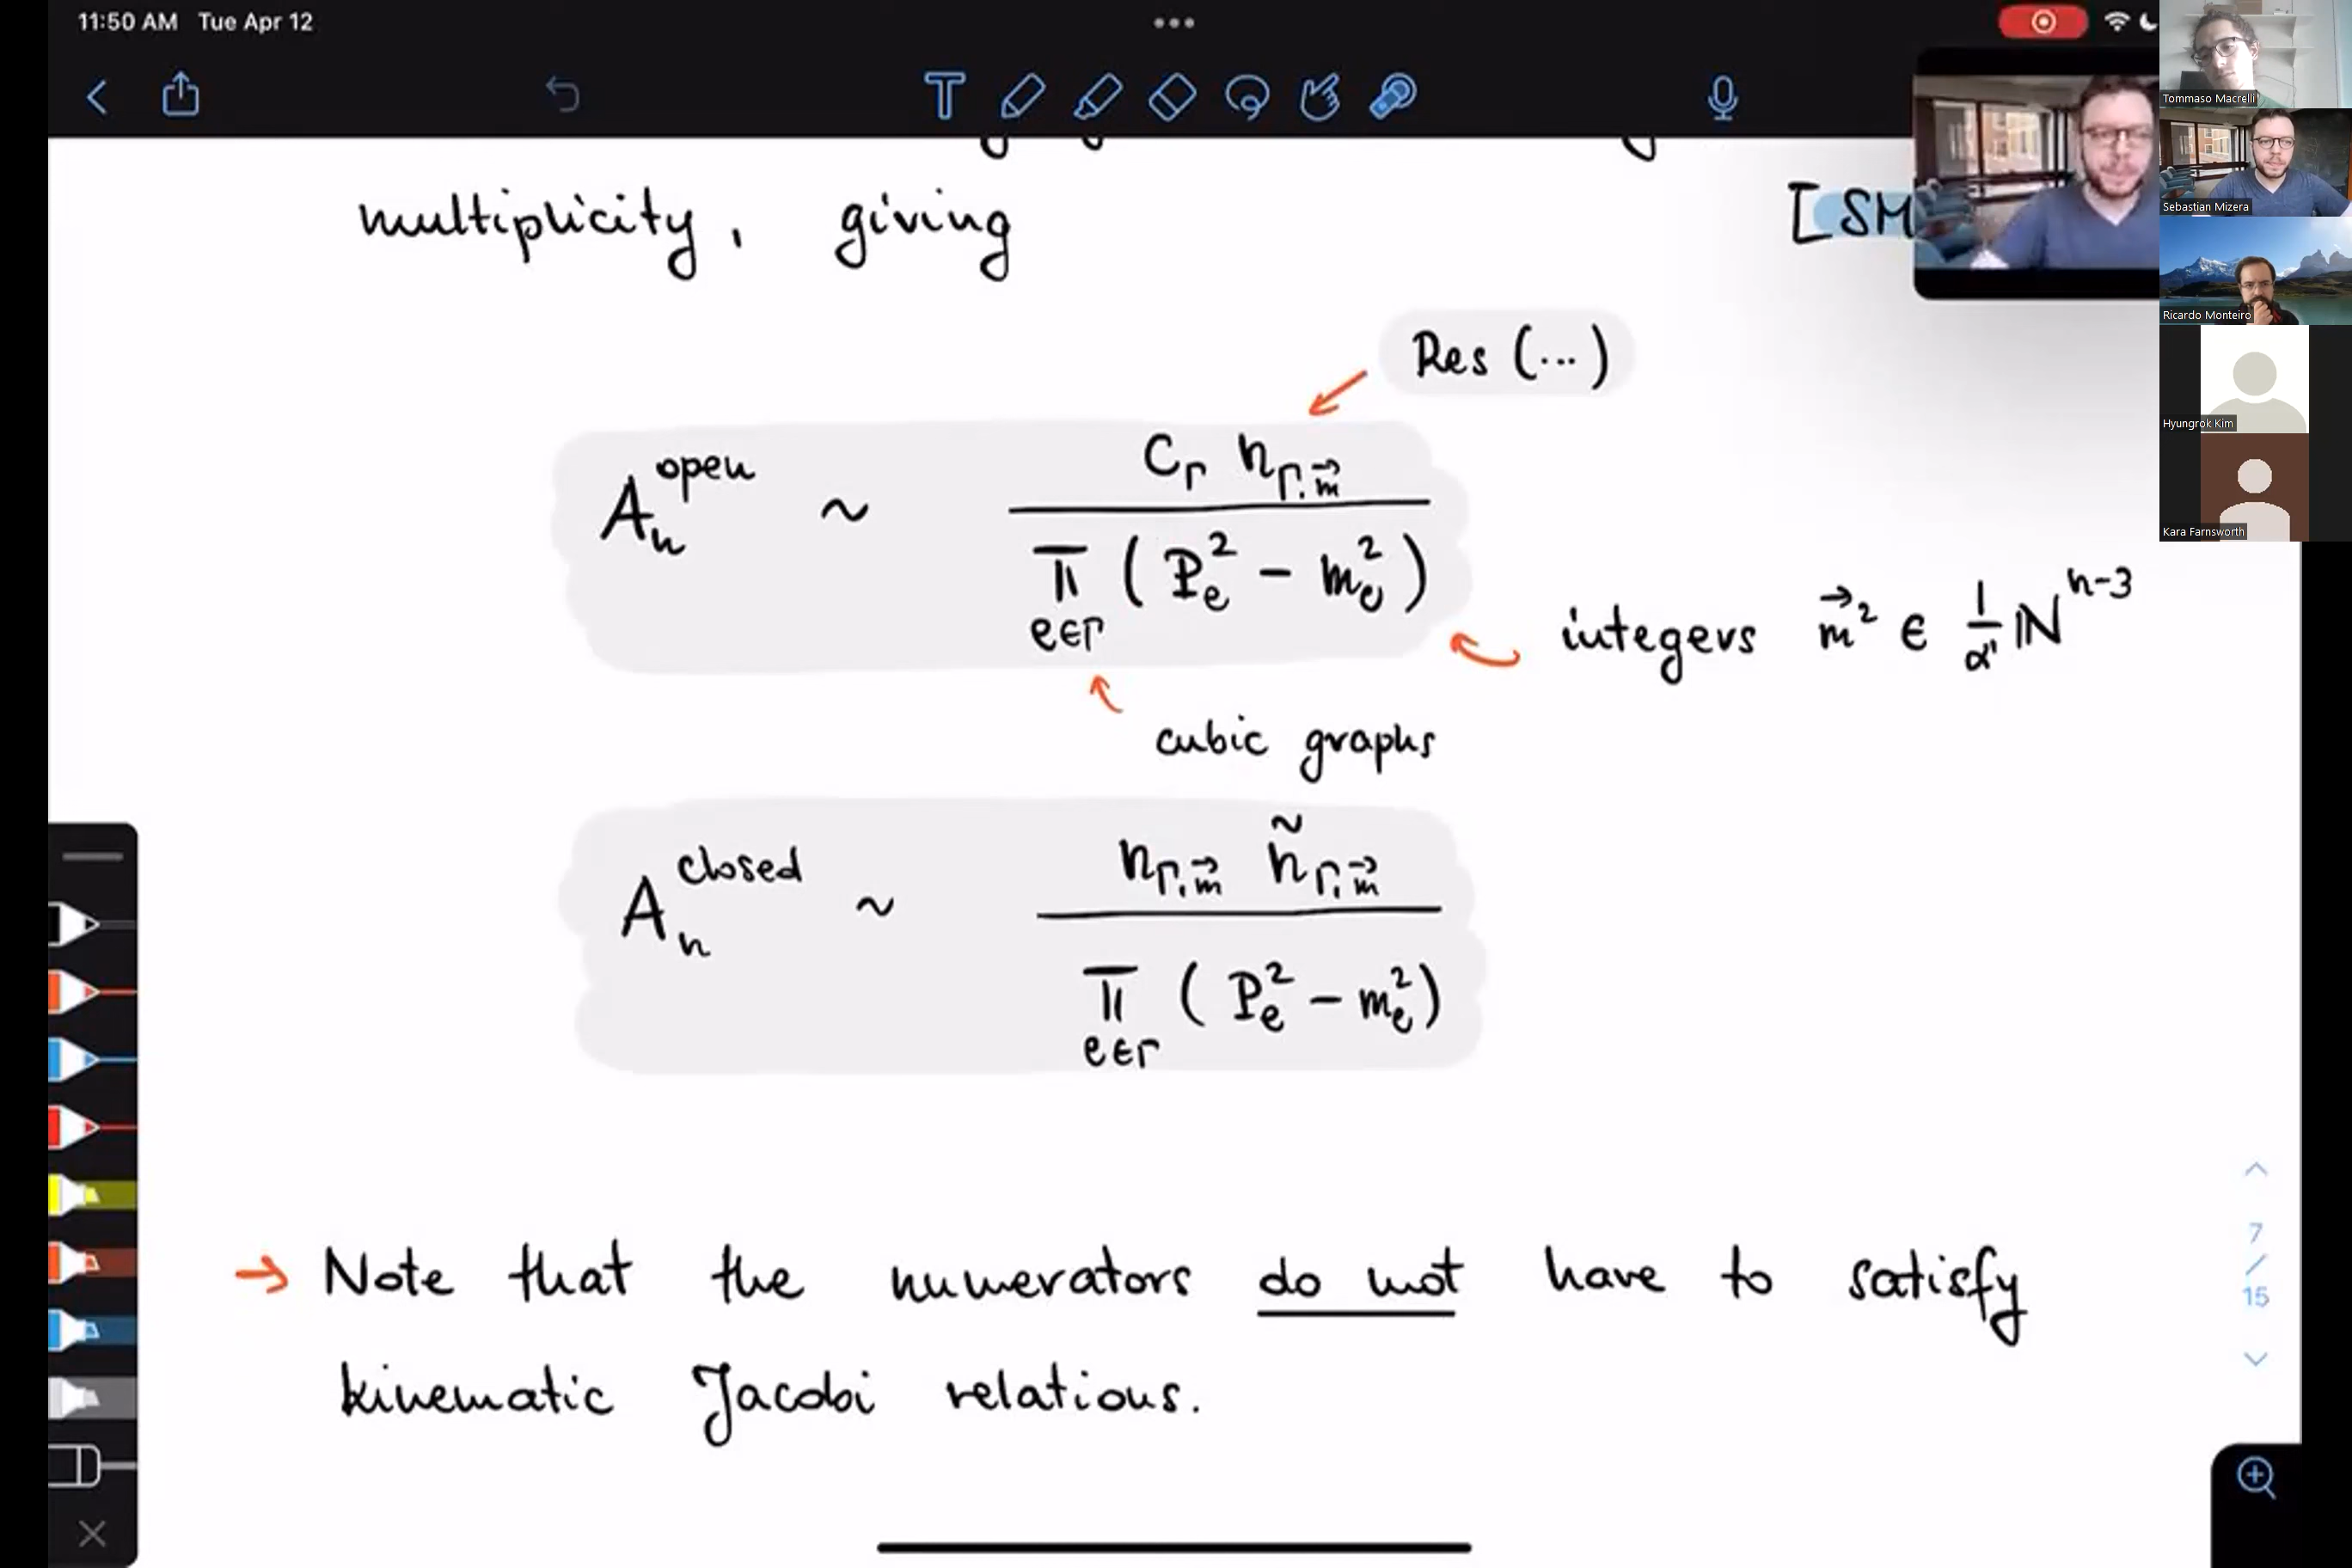 11:50 AM Tue Apr 12
multiplicity, giving
[SM
Res (...)
A_n^open ~ C_Γ n_{Γ,m⃗} / ∏_{e∈Γ} (P_e^2 − m_e^2)
integers m⃗^2 ∈ 1/α' ℕ^{n-3}
cubic graphs
A_n^closed ~ n_{Γ,m⃗} ñ_{Γ,m⃗} / ∏_{e∈Γ} (P_e^2 − m_e^2)
→ Note that the numerators do not have to satisfy
kinematic Jacobi relations.
7
/
15
Tommaso Macrelli
Sebastian Mizera
Ricardo Monteiro
Hyungrok Kim
Kara Farnsworth